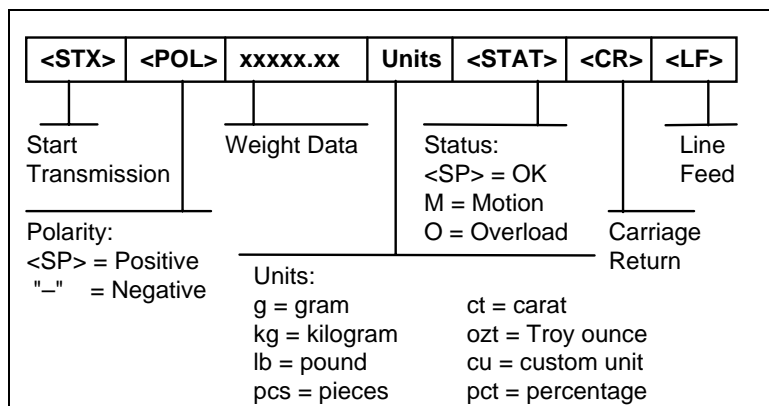 <STX> <POL> xxxxx.xx Units <STAT> <CR> <LF>
Start
Transmission
Weight Data
Status:
<SP> = OK
M = Motion
O = Overload
Line
Feed
Polarity:
<SP> = Positive
"–" = Negative
Carriage
Return
Units:
g = gram
kg = kilogram
lb = pound
pcs = pieces
ct = carat
ozt = Troy ounce
cu = custom unit
pct = percentage